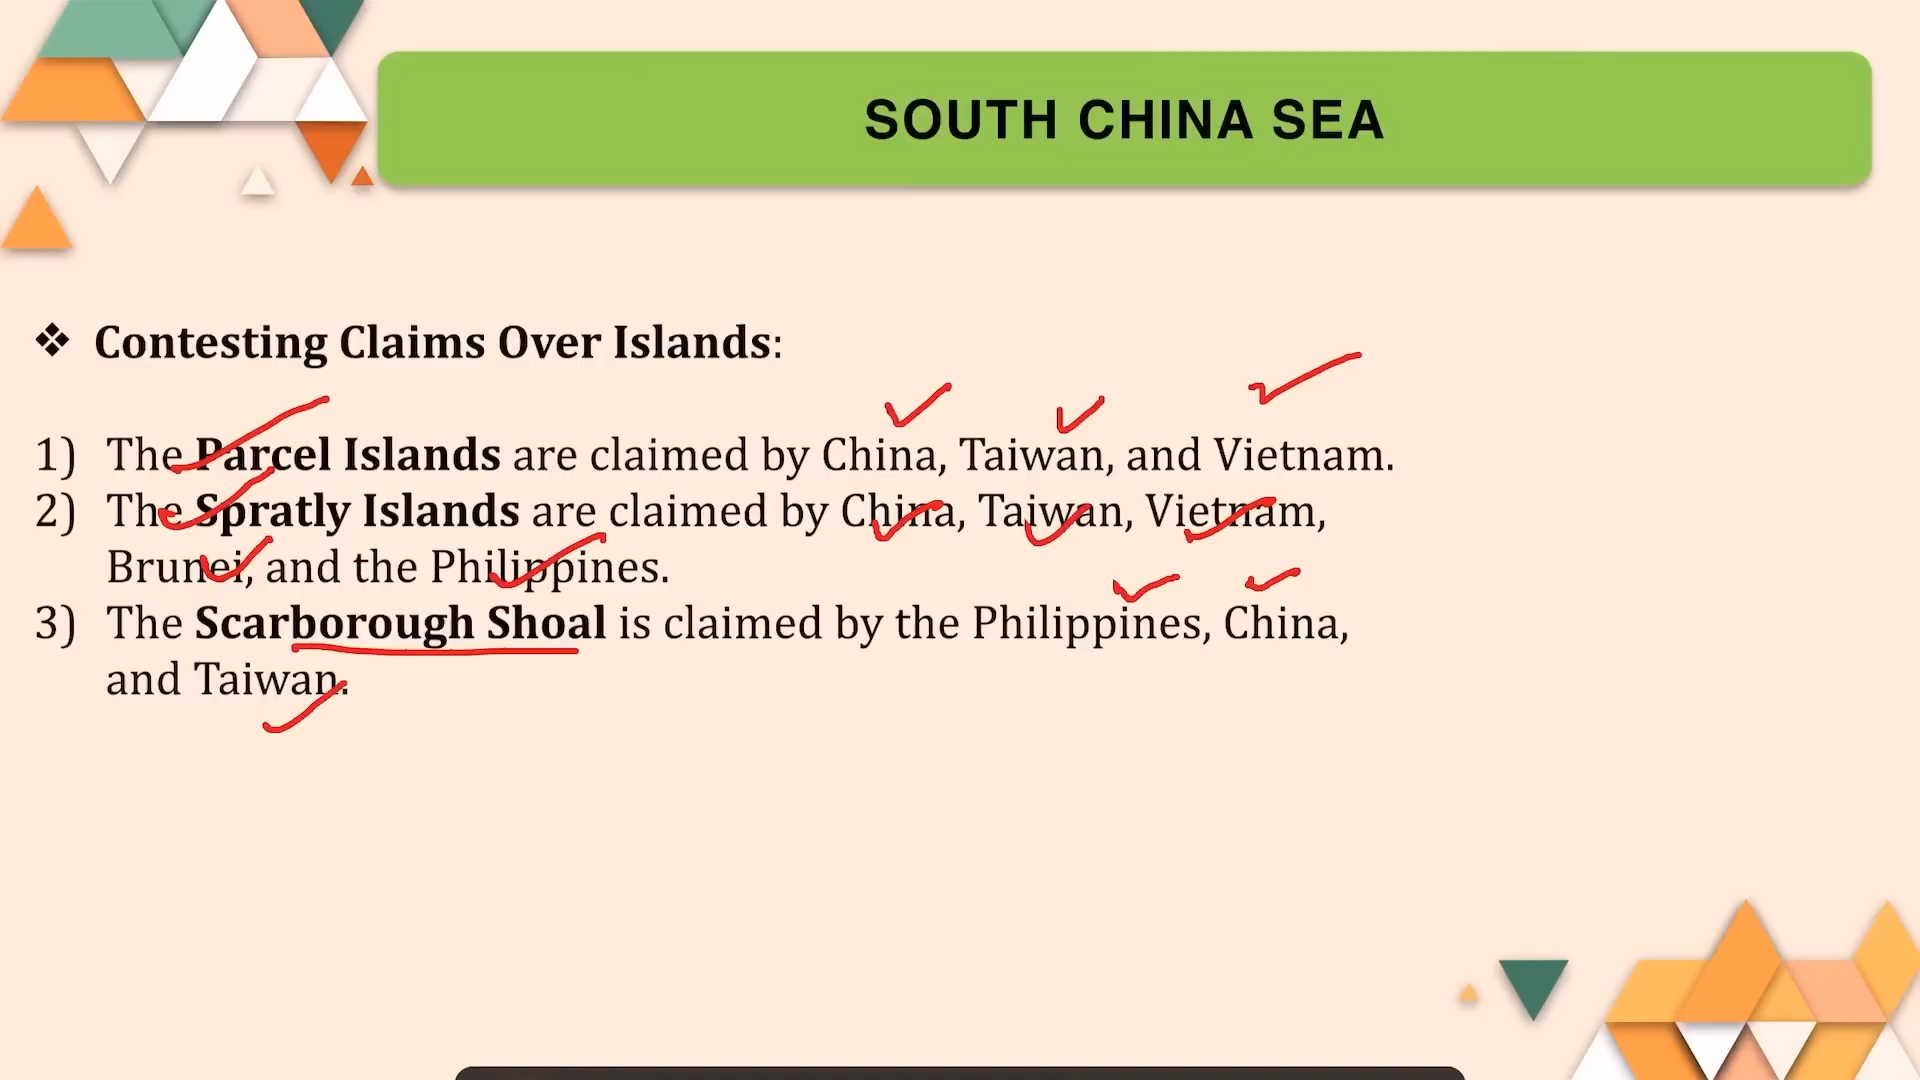 SOUTH CHINA SEA
❖ Contesting Claims Over Islands:
1) The Parcel Islands are claimed by China, Taiwan, and Vietnam.
2) The Spratly Islands are claimed by China, Taiwan, Vietnam,
Brunei, and the Philippines.
3) The Scarborough Shoal is claimed by the Philippines, China,
and Taiwan.